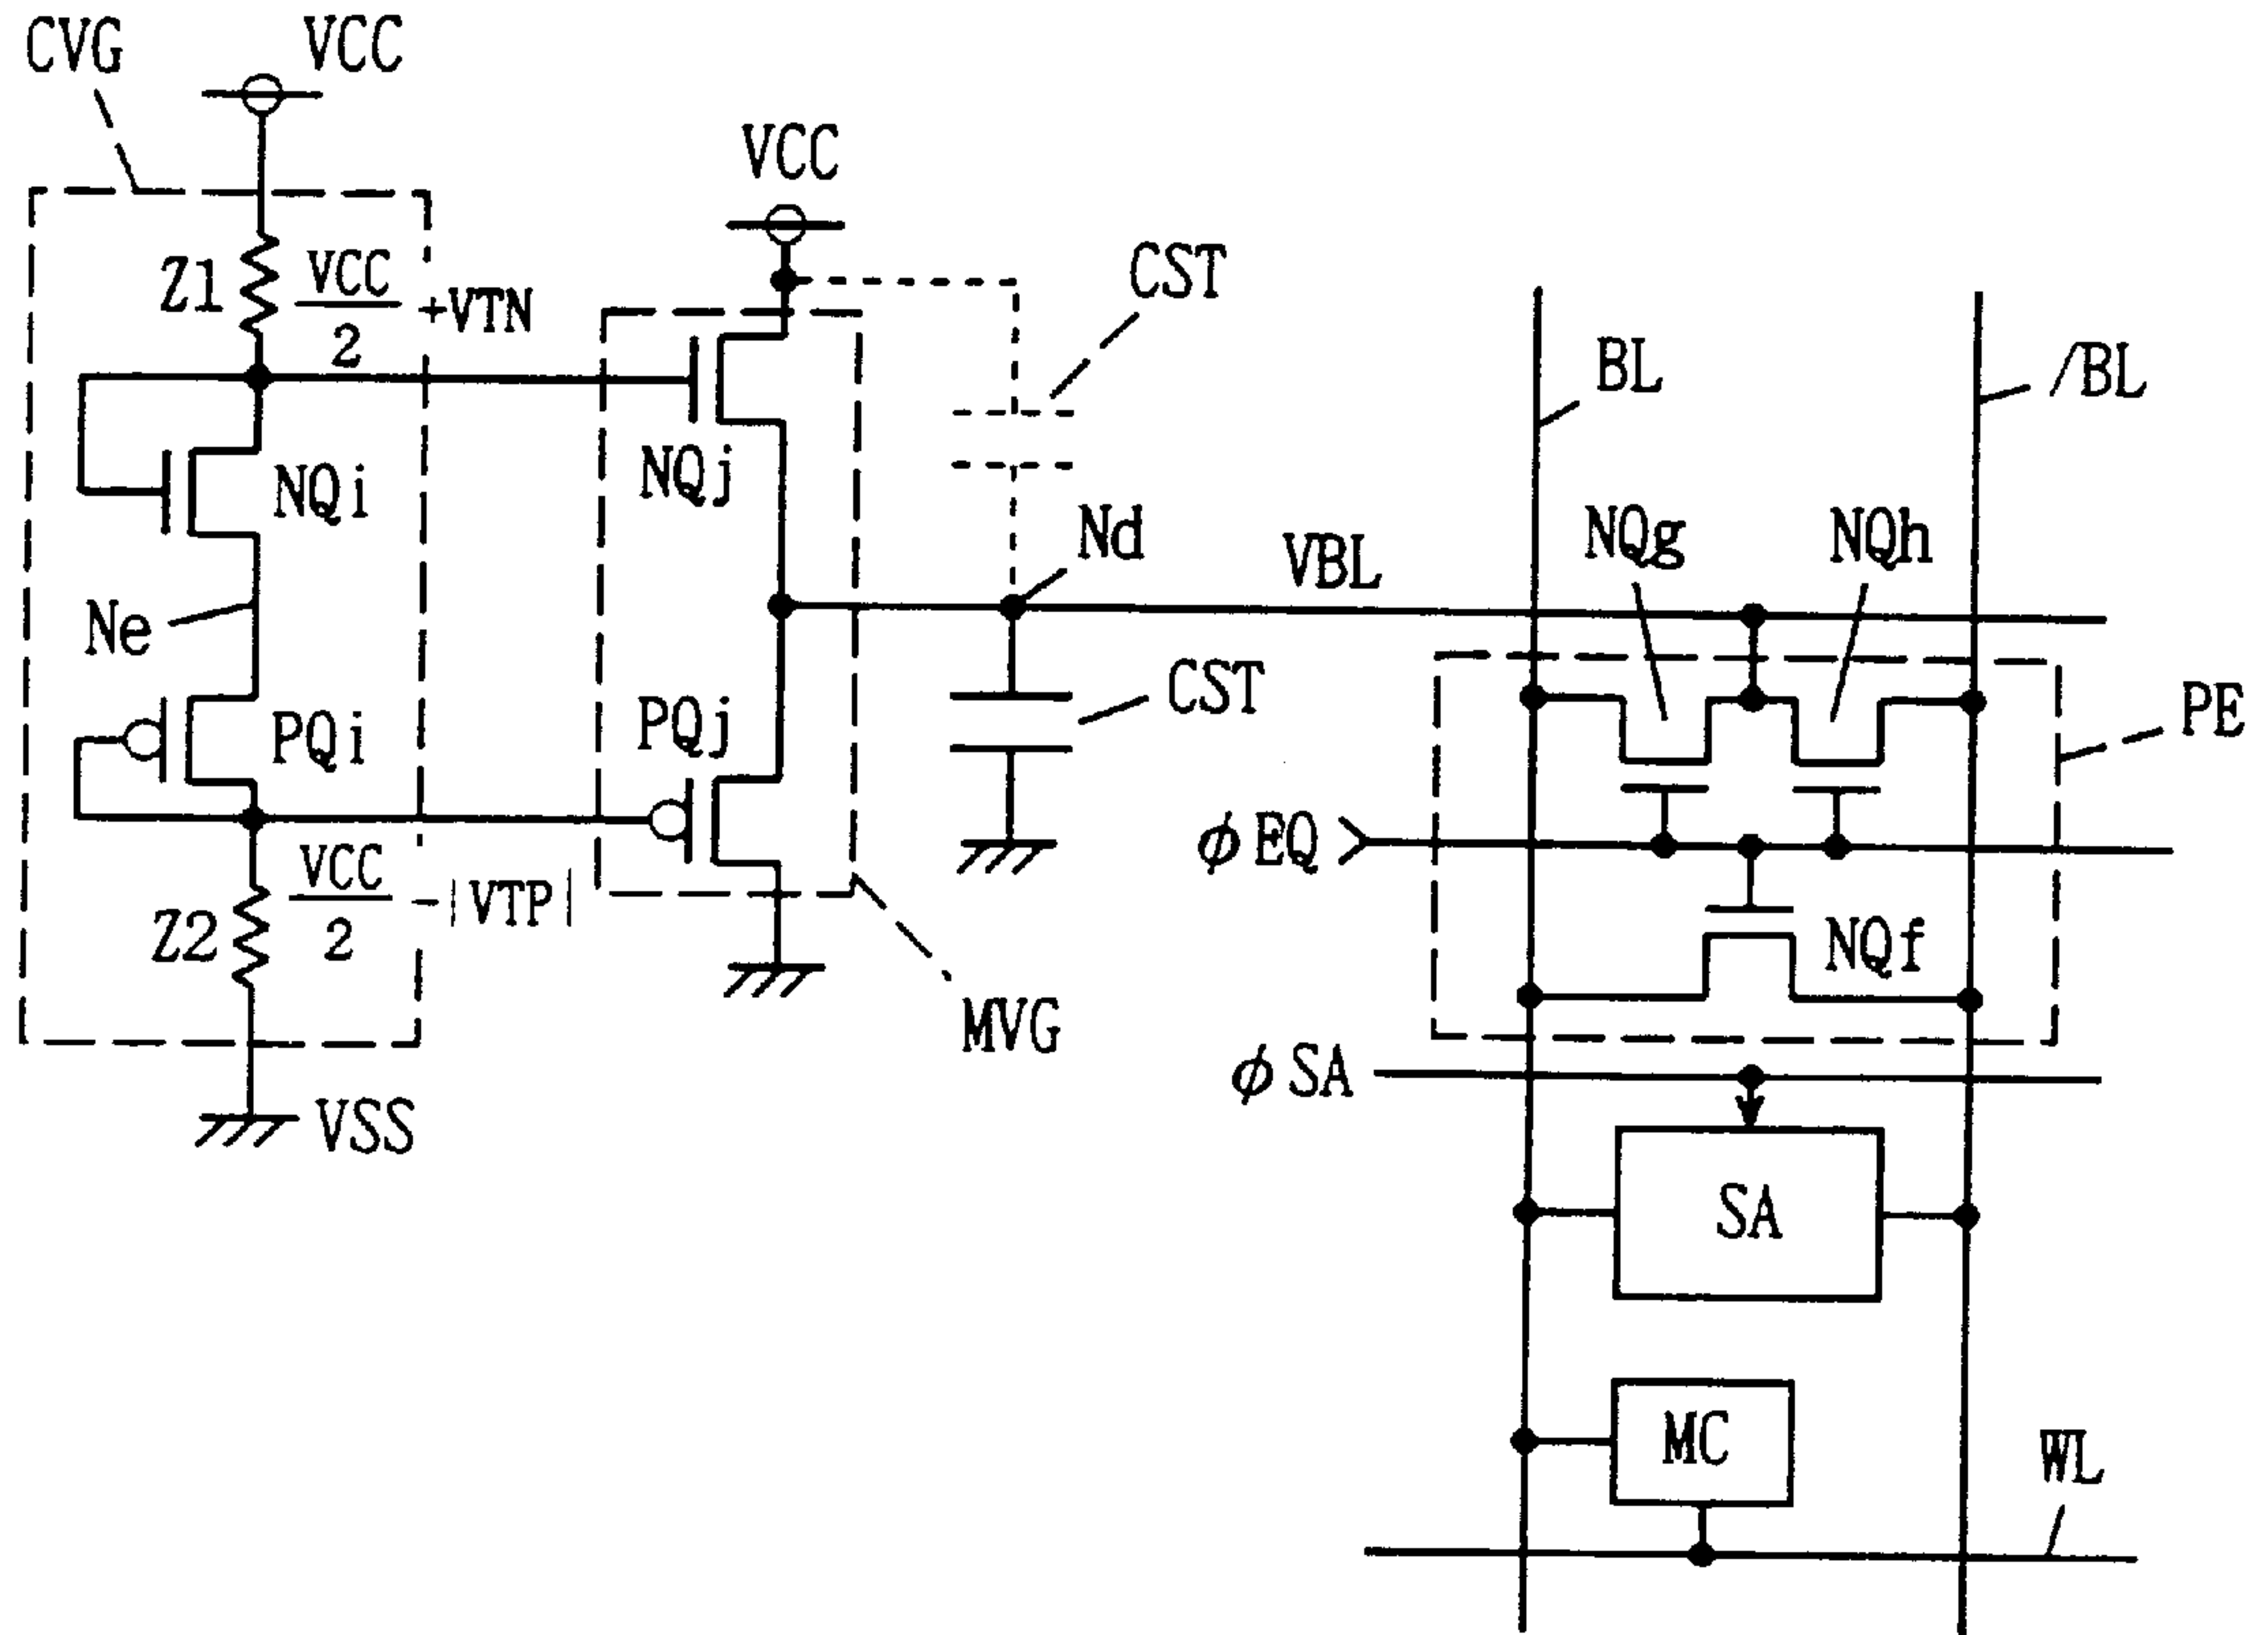 CVG
VCC
VCC
Z1
VCC/2 +VTN
CST
BL
/BL
NQi
NQj
Nd
VBL
NQg
NQh
Ne
PQi
PQj
CST
PE
φEQ
Z2
VCC/2 -|VTP|
NQf
MVG
φSA
VSS
SA
MC
WL